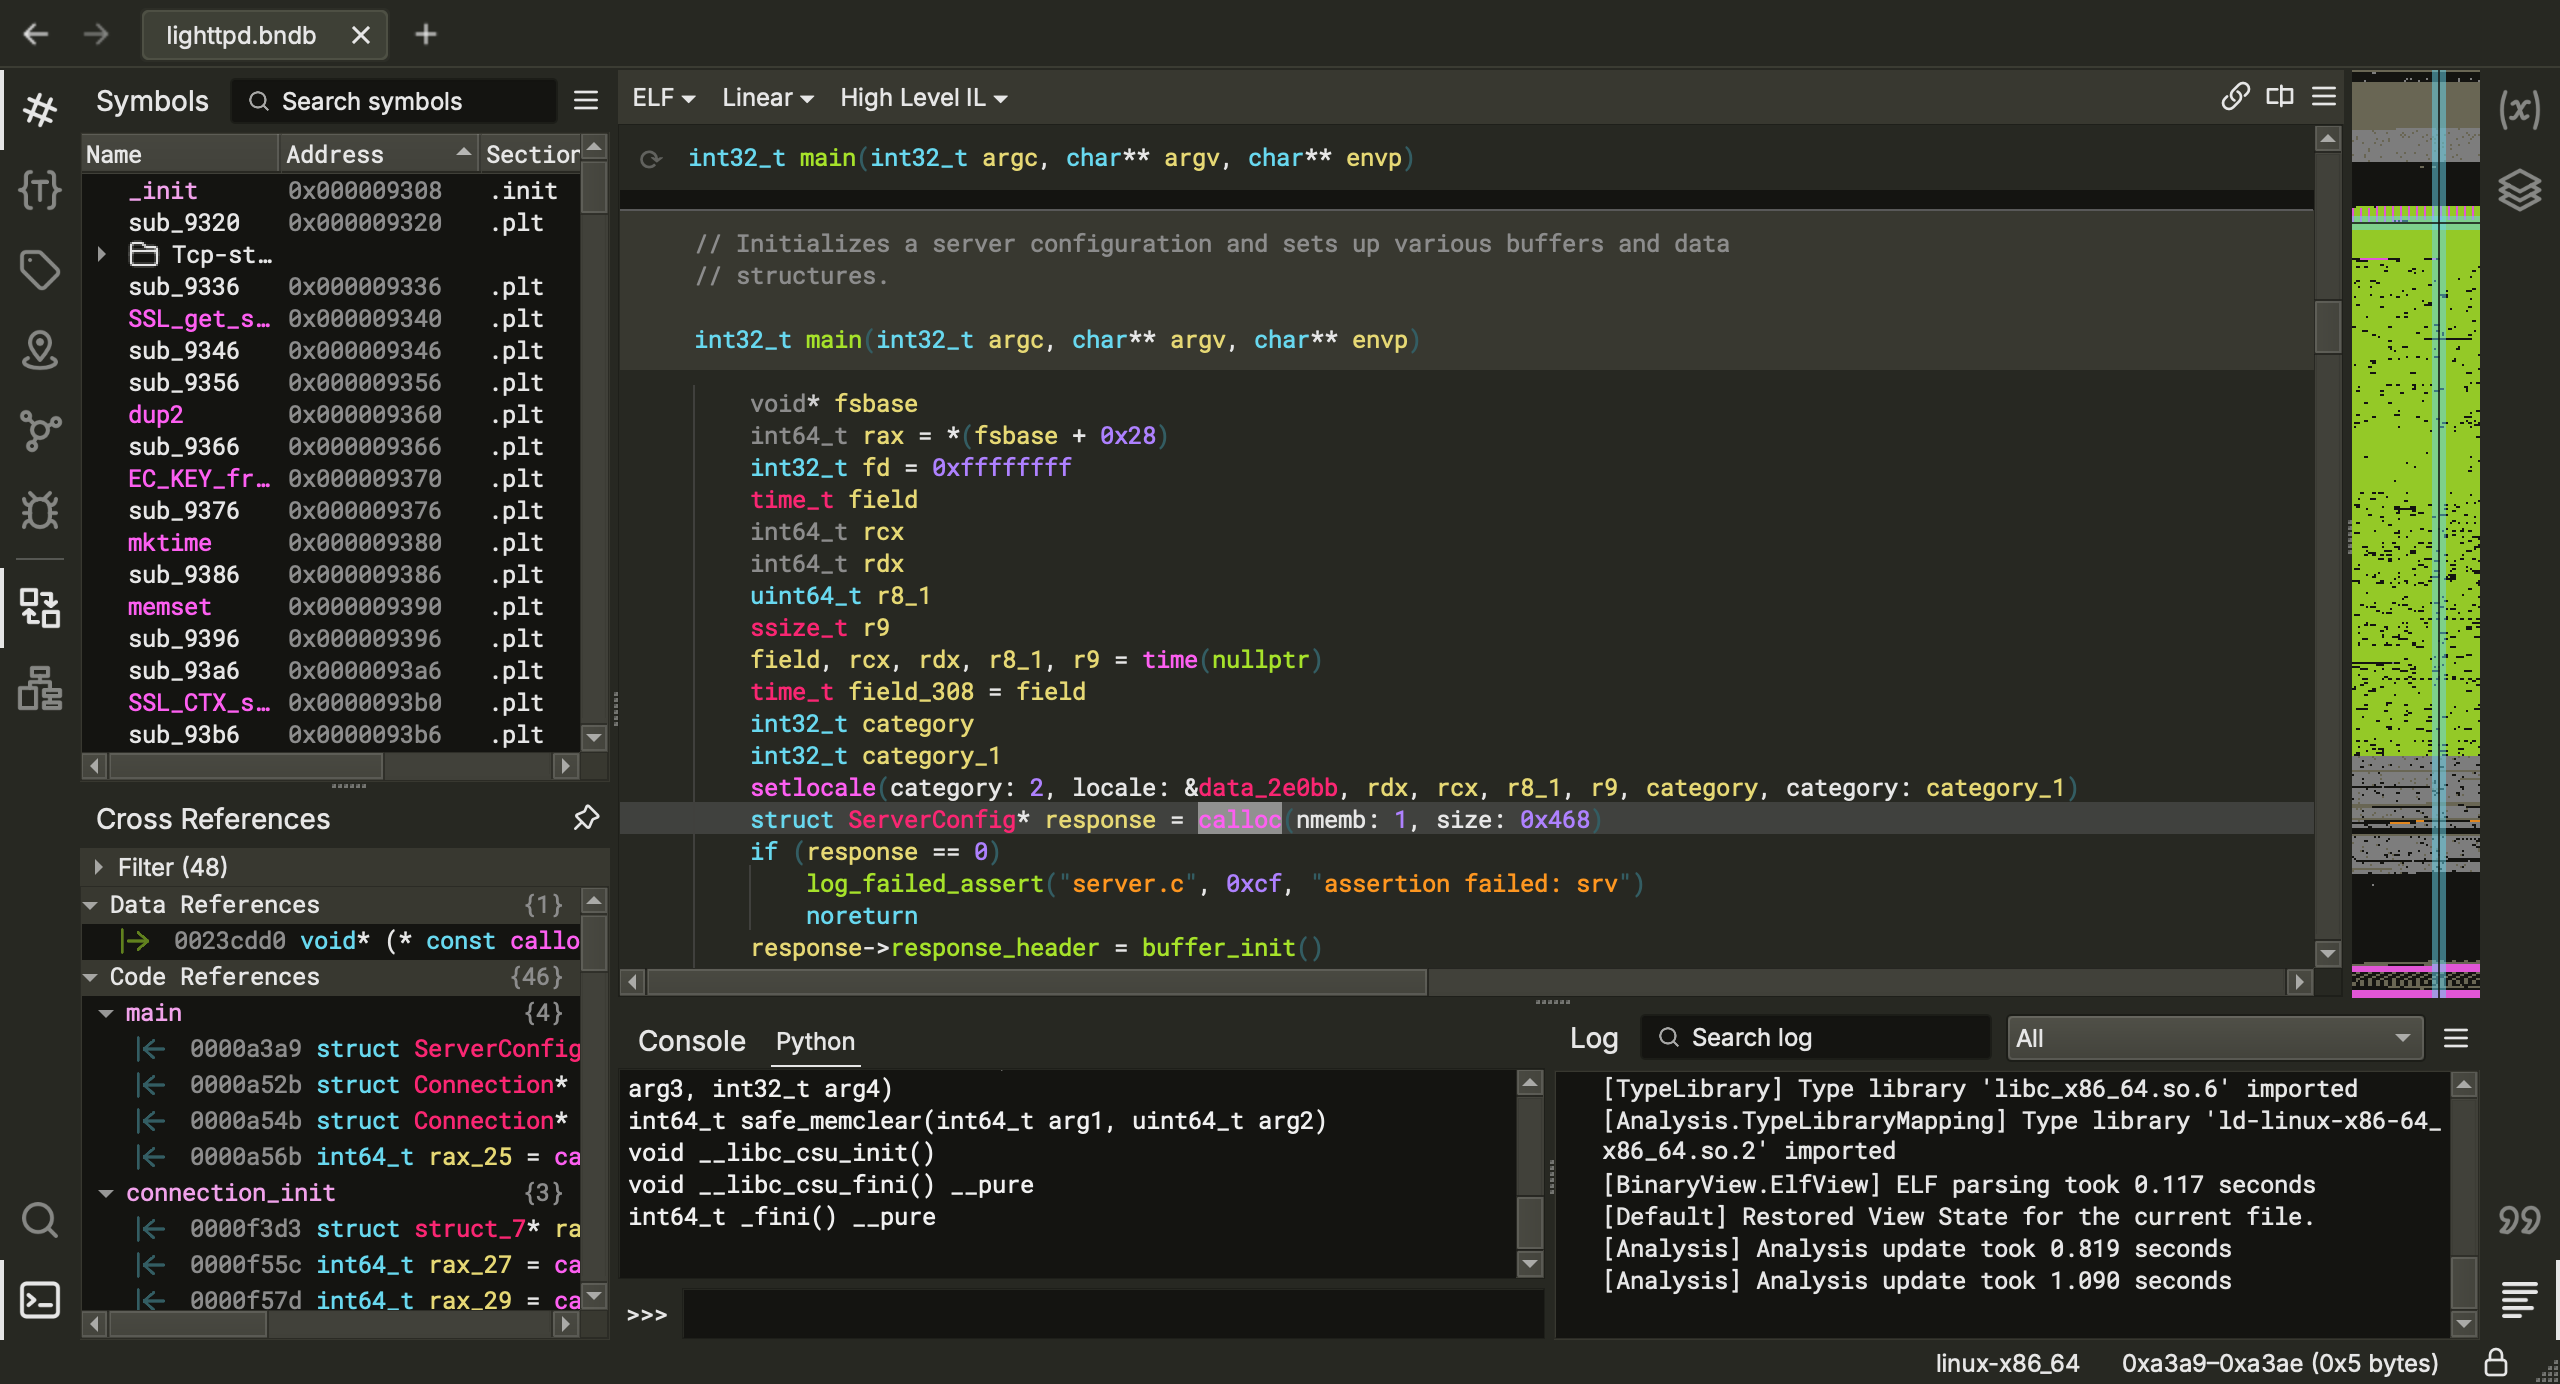 lighttpd.bndb
Symbols
Search symbols
Name Address Section
_init 0x000009308 .init
sub_9320 0x000009320 .plt
Tcp-st…
sub_9336 0x000009336 .plt
SSL_get_s… 0x000009340 .plt
sub_9346 0x000009346 .plt
sub_9356 0x000009356 .plt
dup2 0x000009360 .plt
sub_9366 0x000009366 .plt
EC_KEY_fr… 0x000009370 .plt
sub_9376 0x000009376 .plt
mktime 0x000009380 .plt
sub_9386 0x000009386 .plt
memset 0x000009390 .plt
sub_9396 0x000009396 .plt
sub_93a6 0x0000093a6 .plt
SSL_CTX_s… 0x0000093b0 .plt
sub_93b6 0x0000093b6 .plt
Cross References
Filter (48)
Data References {1}
0023cdd0 void* (* const callo
Code References {46}
main {4}
0000a3a9 struct ServerConfig
0000a52b struct Connection*
0000a54b struct Connection*
0000a56b int64_t rax_25 = ca
connection_init {3}
0000f3d3 struct struct_7* ra
0000f55c int64_t rax_27 = ca
0000f57d int64_t rax_29 = ca
ELF Linear High Level IL
int32_t main(int32_t argc, char** argv, char** envp)
// Initializes a server configuration and sets up various buffers and data
// structures.
int32_t main(int32_t argc, char** argv, char** envp)
void* fsbase
int64_t rax = *(fsbase + 0x28)
int32_t fd = 0xffffffff
time_t field
int64_t rcx
int64_t rdx
uint64_t r8_1
ssize_t r9
field, rcx, rdx, r8_1, r9 = time(nullptr)
time_t field_308 = field
int32_t category
int32_t category_1
setlocale(category: 2, locale: &data_2e0bb, rdx, rcx, r8_1, r9, category, category: category_1)
struct ServerConfig* response = calloc(nmemb: 1, size: 0x468)
if (response == 0)
log_failed_assert("server.c", 0xcf, "assertion failed: srv")
noreturn
response->response_header = buffer_init()
Console Python
arg3, int32_t arg4)
int64_t safe_memclear(int64_t arg1, uint64_t arg2)
void __libc_csu_init()
void __libc_csu_fini() __pure
int64_t _fini() __pure
>>>
Log
Search log
All
[TypeLibrary] Type library 'libc_x86_64.so.6' imported
[Analysis.TypeLibraryMapping] Type library 'ld-linux-x86-64_
x86_64.so.2' imported
[BinaryView.ElfView] ELF parsing took 0.117 seconds
[Default] Restored View State for the current file.
[Analysis] Analysis update took 0.819 seconds
[Analysis] Analysis update took 1.090 seconds
linux-x86_64 0xa3a9–0xa3ae (0x5 bytes)